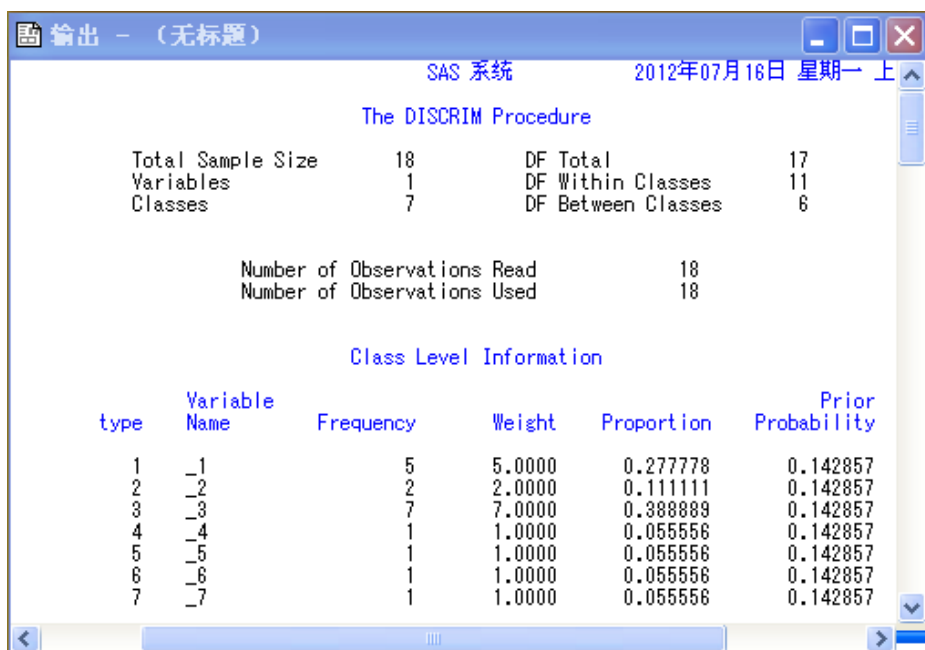 输出 - （无标题）
SAS 系统 2012年07月16日 星期一 上
The DISCRIM Procedure
Total Sample Size 18 DF Total 17
Variables 1 DF Within Classes 11
Classes 7 DF Between Classes 6
Number of Observations Read 18
Number of Observations Used 18
Class Level Information
Variable Prior
type Name Frequency Weight Proportion Probability
1 _1 5 5.0000 0.277778 0.142857
2 _2 2 2.0000 0.111111 0.142857
3 _3 7 7.0000 0.388889 0.142857
4 _4 1 1.0000 0.055556 0.142857
5 _5 1 1.0000 0.055556 0.142857
6 _6 1 1.0000 0.055556 0.142857
7 _7 1 1.0000 0.055556 0.142857